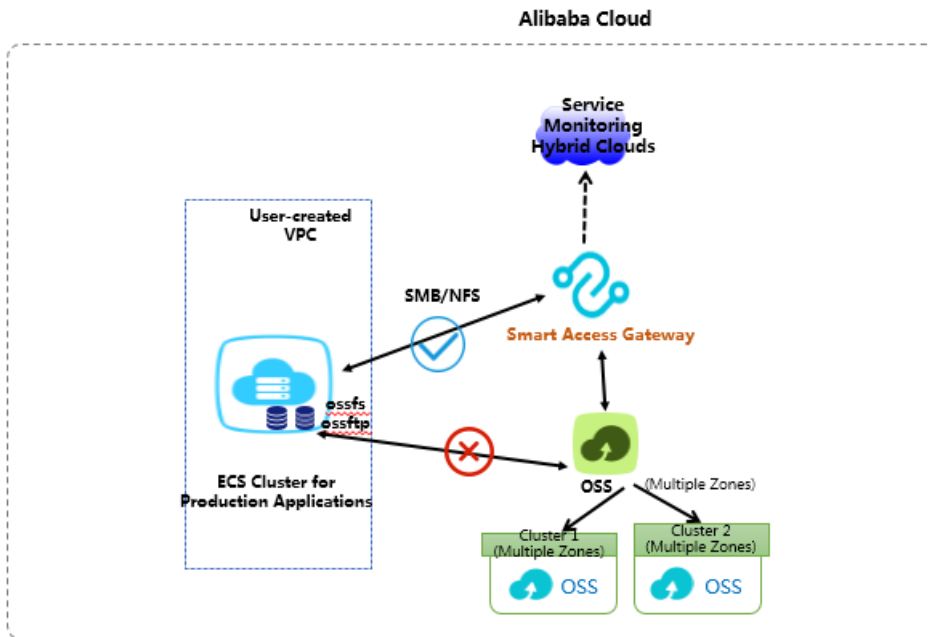 Alibaba Cloud
Service
Monitoring
Hybrid Clouds
User-created
VPC
SMB/NFS
Smart Access Gateway
ossfs
ossftp
ECS Cluster for
Production Applications
OSS
(Multiple Zones)
Cluster 1
(Multiple Zones)
OSS
Cluster 2
(Multiple Zones)
OSS